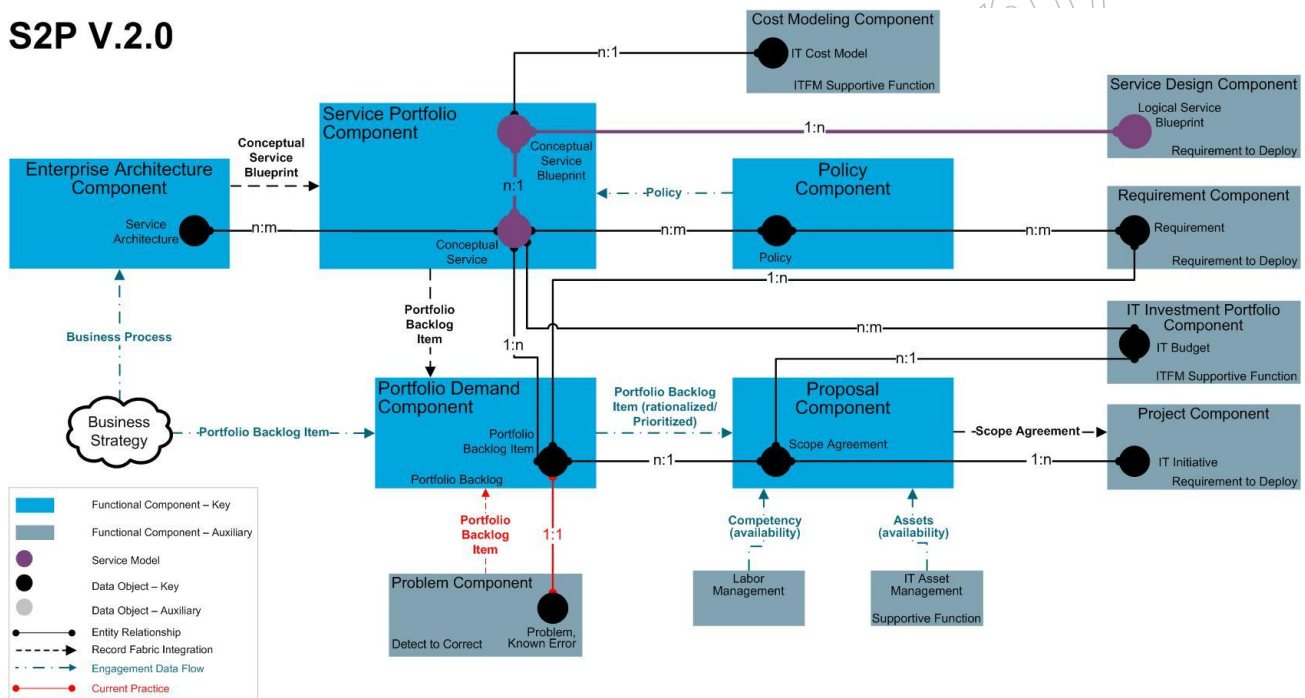 S2P V.2.0
Cost Modeling Component
IT Cost Model
ITFM Supportive Function
n:1
Service Portfolio
Component
Conceptual
Service
Blueprint
n:1
Conceptual
Service
1:n
Service Design Component
Logical Service
Blueprint
Requirement to Deploy
Conceptual
Service
Blueprint
Enterprise Architecture
Component
Service
Architecture
n:m
Policy
Policy
Component
n:m
Policy
n:m
Requirement Component
Requirement
Requirement to Deploy
1:n
Business Process
Portfolio
Backlog
Item
1:n
n:m
n:1
IT Investment Portfolio
Component
IT Budget
ITFM Supportive Function
Business
Strategy
Portfolio Backlog Item
Portfolio Demand
Component
Portfolio
Backlog Item
Portfolio Backlog
Portfolio Backlog
Item (rationalized/
Prioritized)
n:1
Proposal
Component
Scope Agreement
Scope Agreement
1:n
Project Component
IT Initiative
Requirement to Deploy
Portfolio
Backlog
Item
1:1
Competency
(availability)
Assets
(availability)
Problem Component
Problem,
Known Error
Detect to Correct
Labor
Management
IT Asset
Management
Supportive Function
Functional Component – Key
Functional Component – Auxiliary
Service Model
Data Object – Key
Data Object – Auxiliary
Entity Relationship
Record Fabric Integration
Engagement Data Flow
Current Practice